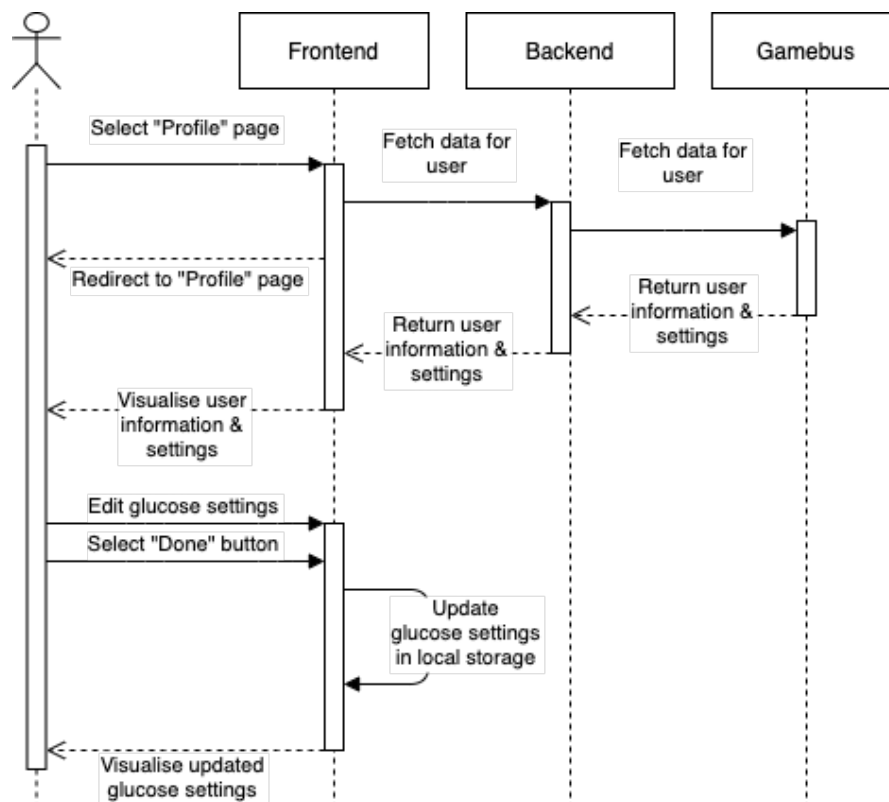 Frontend
Backend
Gamebus
Select "Profile" page
Fetch data for
user
Fetch data for
user
Redirect to "Profile" page
Return user
information &
settings
Return user
information &
settings
Visualise user
information &
settings
Edit glucose settings
Select "Done" button
Update
glucose settings
in local storage
Visualise updated
glucose settings